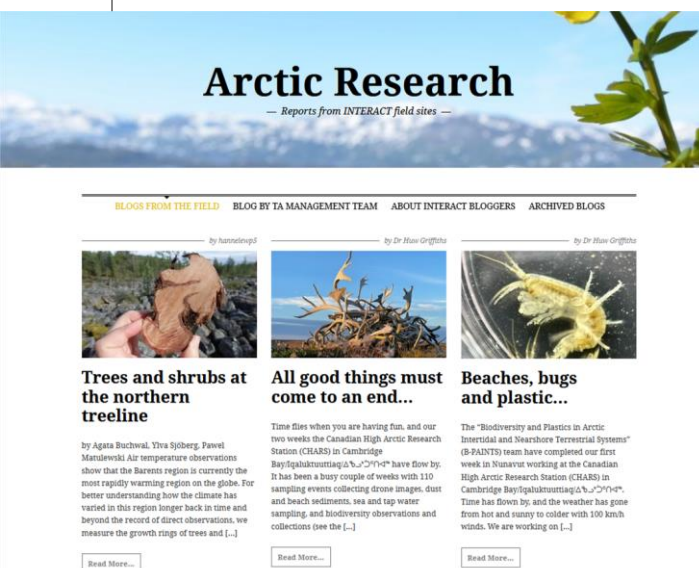 Arctic Research
— Reports from INTERACT field sites —
BLOGS FROM THE FIELD BLOG BY TA MANAGEMENT TEAM ABOUT INTERACT BLOGGERS ARCHIVED BLOGS
by hannelewp5
Trees and shrubs at
the northern
treeline
by Agata Buchwal, Ylva Sjöberg, Pawel
Matulewski Air temperature observations
show that the Barents region is currently the
most rapidly warming region on the globe. For
better understanding how the climate has
varied in this region longer back in time and
beyond the record of direct observations, we
measure the growth rings of trees and [...]
Read More...
by Dr Huw Griffiths
All good things must
come to an end...
Time flies when you are having fun, and our
two weeks the Canadian High Arctic Research
Station (CHARS) in Cambridge
Bay/Iqaluktuuttiaq/ᐃᖃᓗᒃᑑᑦᑎᐊᖅ have flow by.
It has been a busy couple of weeks with 110
sampling events collecting drone images, dust
and beach sediments, sea and tap water
sampling, and biodiversity observations and
collections (see the [...]
Read More...
by Dr Huw Griffiths
Beaches, bugs
and plastic...
The "Biodiversity and Plastics in Arctic
Intertidal and Nearshore Terrestrial Systems"
(B-PAINTS) team have completed our first
week in Nunavut working at the Canadian
High Arctic Research Station (CHARS) in
Cambridge Bay/Iqaluktuuttiaq/ᐃᖃᓗᒃᑑᑦᑎᐊᖅ.
Time has flown by, and the weather has gone
from hot and sunny to colder with 100 km/h
winds. We are working on [...]
Read More...